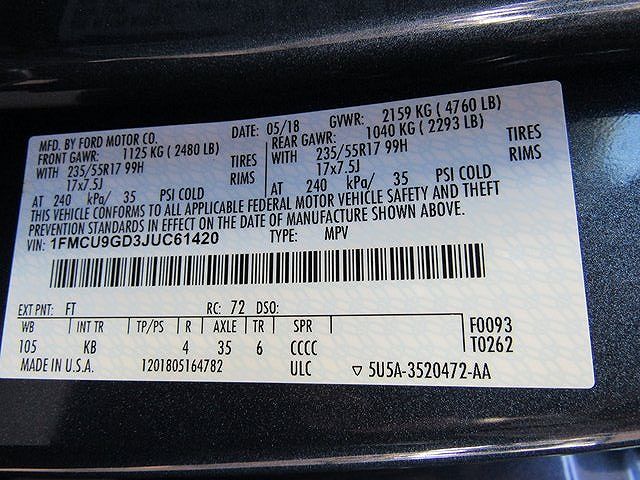 MFD. BY FORD MOTOR CO. DATE: 05/18 GVWR: 2159 KG ( 4760 LB)
FRONT GAWR: 1125 KG ( 2480 LB) REAR GAWR: 1040 KG ( 2293 LB)
WITH 235/55R17 99H TIRES WITH 235/55R17 99H TIRES
17x7.5J RIMS 17x7.5J RIMS
AT 240 kPa/ 35 PSI COLD AT 240 kPa/ 35 PSI COLD
THIS VEHICLE CONFORMS TO ALL APPLICABLE FEDERAL MOTOR VEHICLE SAFETY AND THEFT
PREVENTION STANDARDS IN EFFECT ON THE DATE OF MANUFACTURE SHOWN ABOVE.
VIN: 1FMCU9GD3JUC61420 TYPE: MPV
EXT PNT: FT RC: 72 DSO:
WB INT TR TP/PS R AXLE TR SPR F0093
105 KB 4 35 6 CCCC T0262
MADE IN U.S.A. 1201805164782 ULC ▽ 5U5A-3520472-AA